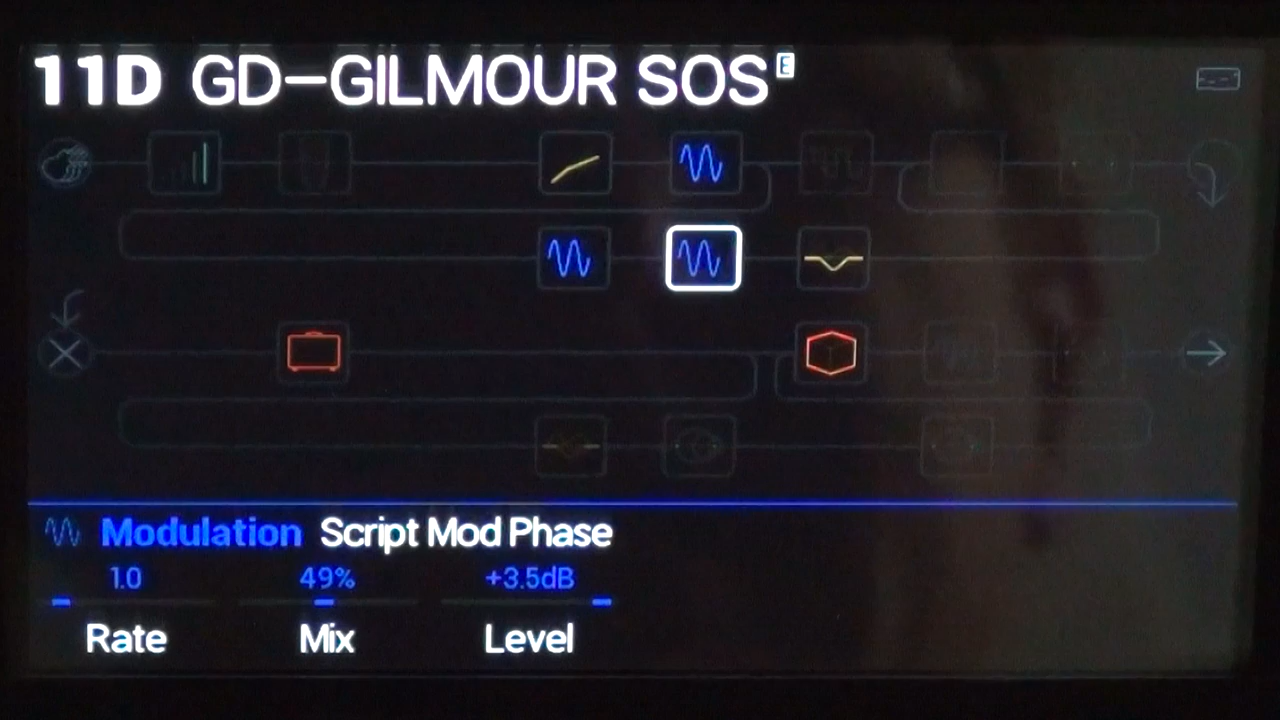 11D GD-GILMOUR SOS E
Modulation Script Mod Phase
1.0 49% +3.5dB
Rate Mix Level